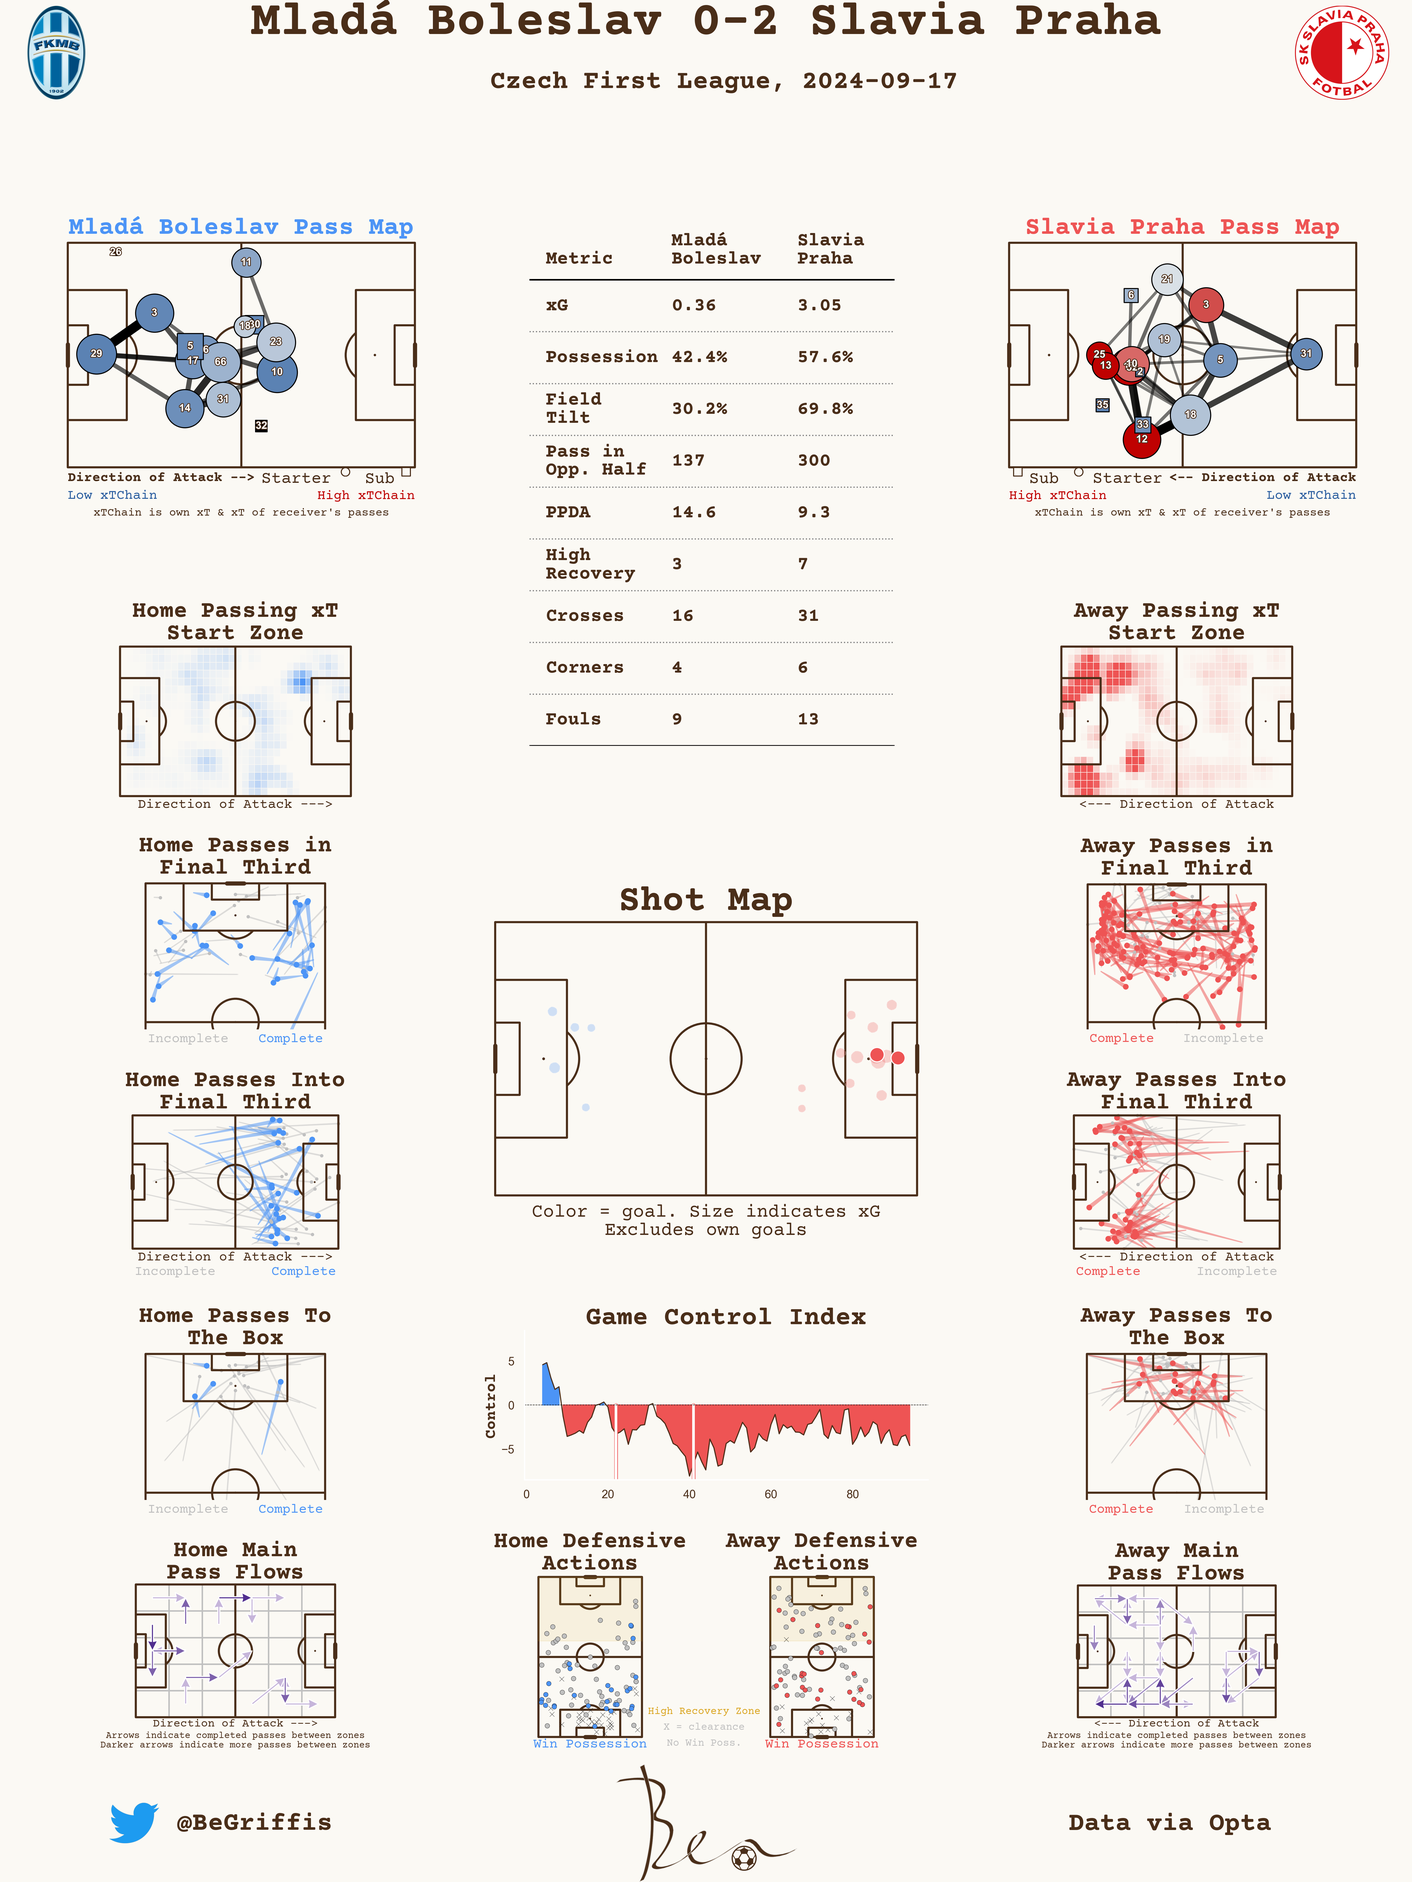 Mladá Boleslav 0-2 Slavia Praha
Czech First League, 2024-09-17
FKMB
1902
SK SLAVIA PRAHA
FOTBAL
Mladá Boleslav Pass Map
26
11
3
18
30
29
5
6
23
17
66
10
14
31
32
Direction of Attack --> Starter Sub
Low xTChain High xTChain
xTChain is own xT & xT of receiver's passes
Metric Mladá Boleslav Slavia Praha
xG 0.36 3.05
Possession 42.4% 57.6%
Field Tilt 30.2% 69.8%
Pass in Opp. Half 137 300
PPDA 14.6 9.3
High Recovery 3 7
Crosses 16 31
Corners 4 6
Fouls 9 13
Slavia Praha Pass Map
21
6
3
19
25
13
10
2
5
31
35
18
33
12
Sub Starter <-- Direction of Attack
High xTChain Low xTChain
xTChain is own xT & xT of receiver's passes
Home Passing xT
Start Zone
Direction of Attack --->
Away Passing xT
Start Zone
<--- Direction of Attack
Home Passes in
Final Third
Incomplete Complete
Away Passes in
Final Third
Complete Incomplete
Shot Map
Color = goal. Size indicates xG
Excludes own goals
Home Passes Into
Final Third
Direction of Attack --->
Incomplete Complete
Away Passes Into
Final Third
<--- Direction of Attack
Complete Incomplete
Home Passes To
The Box
Incomplete Complete
Game Control Index
Control
5
0
−5
0 20 40 60 80
Away Passes To
The Box
Complete Incomplete
Home Main
Pass Flows
Direction of Attack --->
Arrows indicate completed passes between zones
Darker arrows indicate more passes between zones
Home Defensive
Actions
Win Possession
High Recovery Zone
X = clearance
No Win Poss.
Away Defensive
Actions
Win Possession
Away Main
Pass Flows
<--- Direction of Attack
Arrows indicate completed passes between zones
Darker arrows indicate more passes between zones
@BeGriffis
Ben
Data via Opta